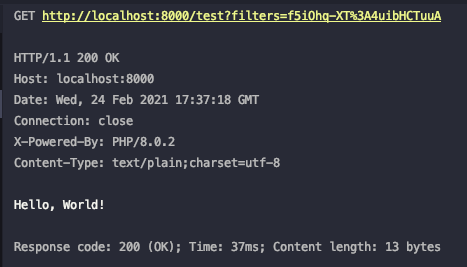 GET http://localhost:8000/test?filters=f5iOhq-XT%3A4uibHCTuuA
HTTP/1.1 200 OK
Host: localhost:8000
Date: Wed, 24 Feb 2021 17:37:18 GMT
Connection: close
X-Powered-By: PHP/8.0.2
Content-Type: text/plain;charset=utf-8
Hello, World!
Response code: 200 (OK); Time: 37ms; Content length: 13 bytes